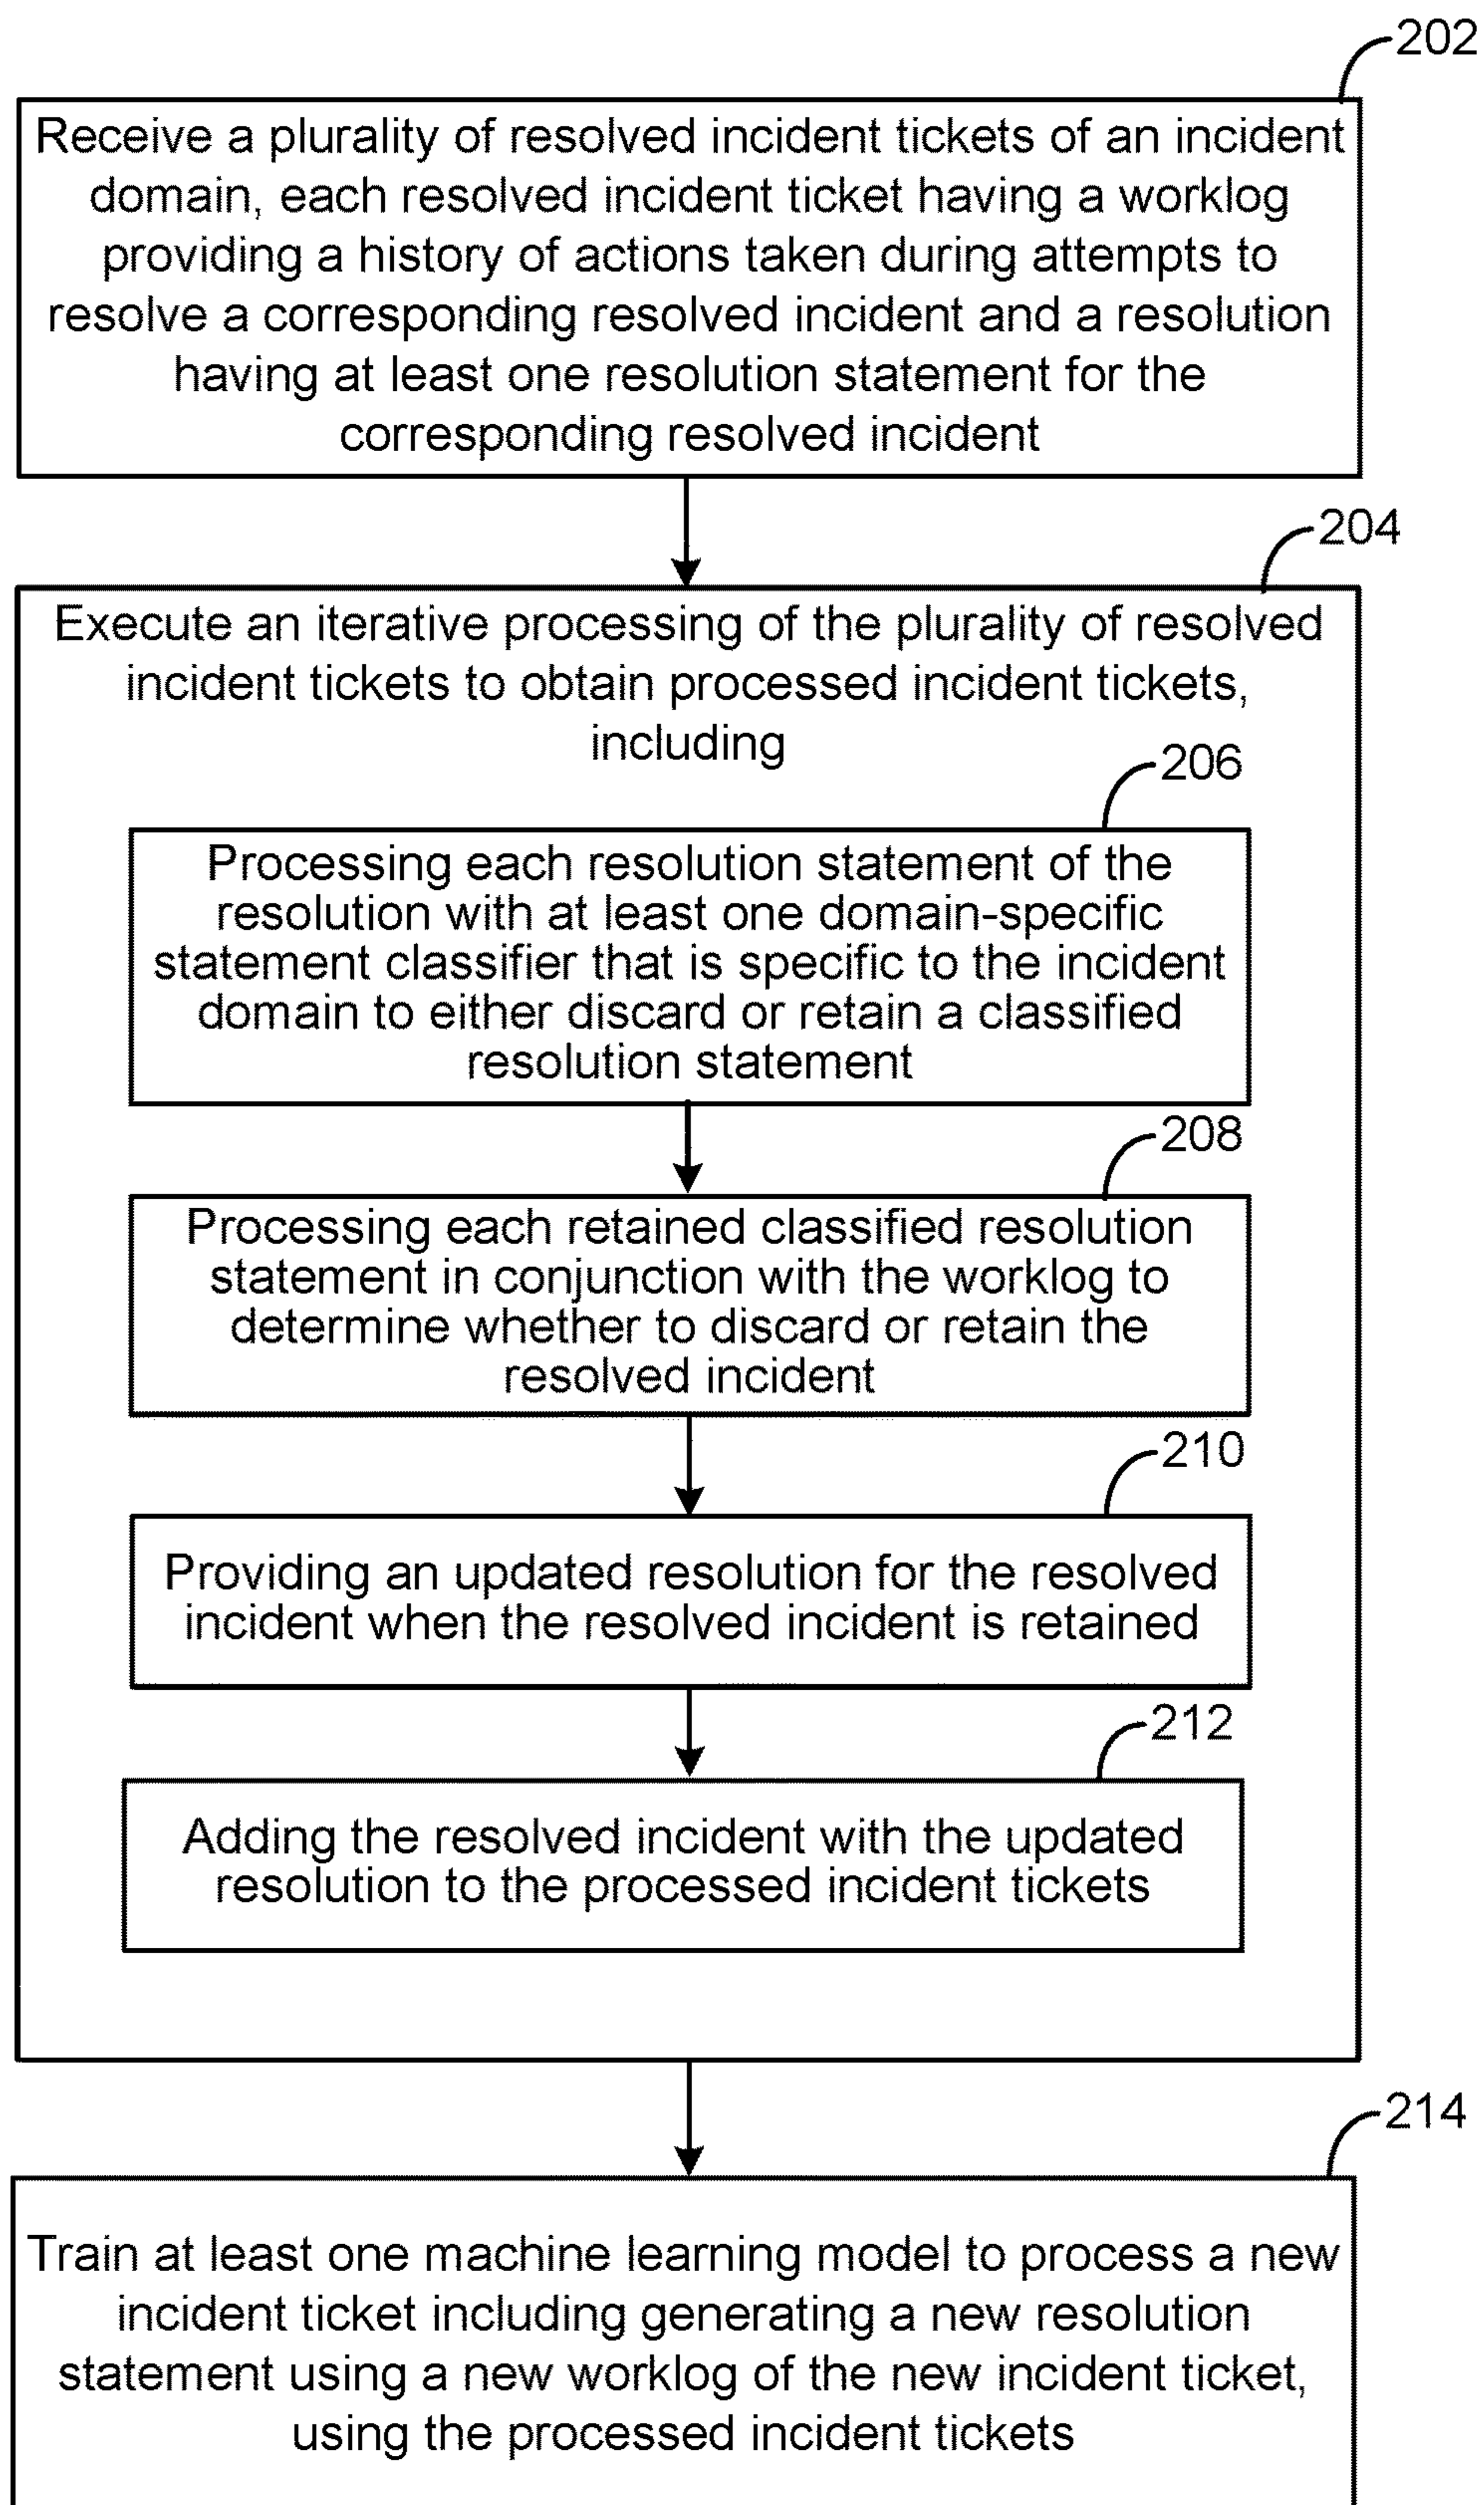 202
Receive a plurality of resolved incident tickets of an incident
domain, each resolved incident ticket having a worklog
providing a history of actions taken during attempts to
resolve a corresponding resolved incident and a resolution
having at least one resolution statement for the
corresponding resolved incident
204
Execute an iterative processing of the plurality of resolved
incident tickets to obtain processed incident tickets,
including
206
Processing each resolution statement of the
resolution with at least one domain-specific
statement classifier that is specific to the incident
domain to either discard or retain a classified
resolution statement
208
Processing each retained classified resolution
statement in conjunction with the worklog to
determine whether to discard or retain the
resolved incident
210
Providing an updated resolution for the resolved
incident when the resolved incident is retained
212
Adding the resolved incident with the updated
resolution to the processed incident tickets
214
Train at least one machine learning model to process a new
incident ticket including generating a new resolution
statement using a new worklog of the new incident ticket,
using the processed incident tickets